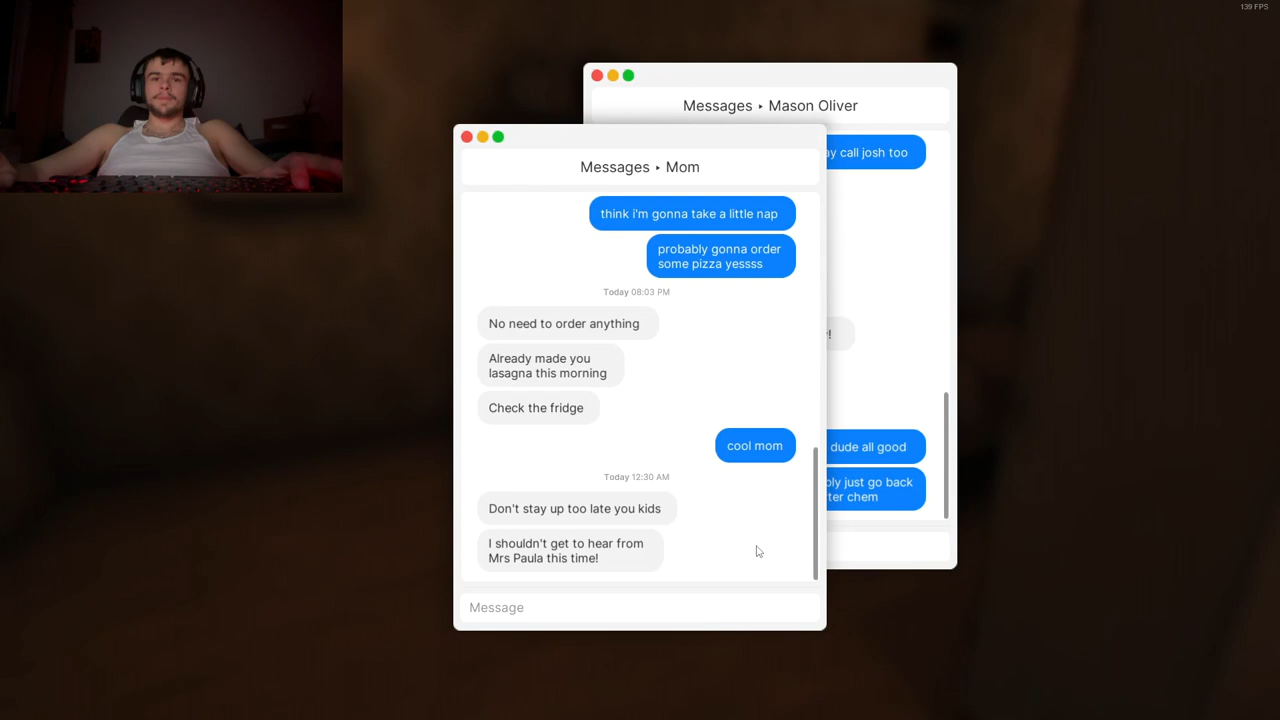 139 FPS
Messages ‣ Mason Oliver
ay call josh too
Messages ‣ Mom
think i'm gonna take a little nap
probably gonna order
some pizza yessss
Today 08:03 PM
No need to order anything
Already made you
lasagna this morning
Check the fridge
cool mom
Today 12:30 AM
Don't stay up too late you kids
I shouldn't get to hear from
Mrs Paula this time!
Message
!
dude all good
bly just go back
ter chem